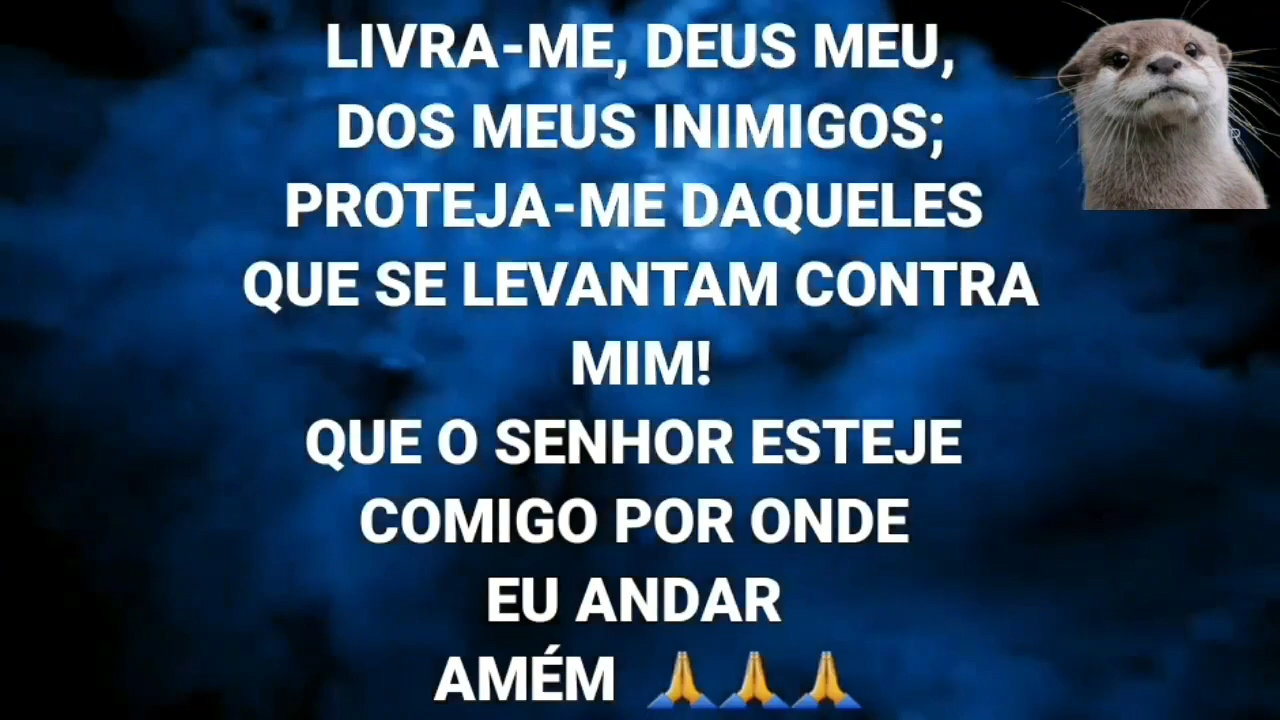 LIVRA-ME, DEUS MEU,
DOS MEUS INIMIGOS;
PROTEJA-ME DAQUELES
QUE SE LEVANTAM CONTRA
MIM!
QUE O SENHOR ESTEJE
COMIGO POR ONDE
EU ANDAR
AMÉM 🙏🙏🙏